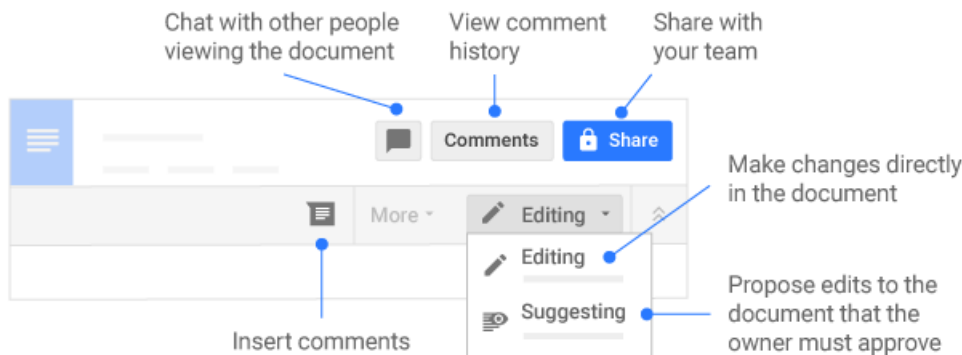 Chat with other people
viewing the document
View comment
history
Share with
your team
Comments
Share
Make changes directly
in the document
More
Editing
Editing
Suggesting
Propose edits to the
document that the
owner must approve
Insert comments